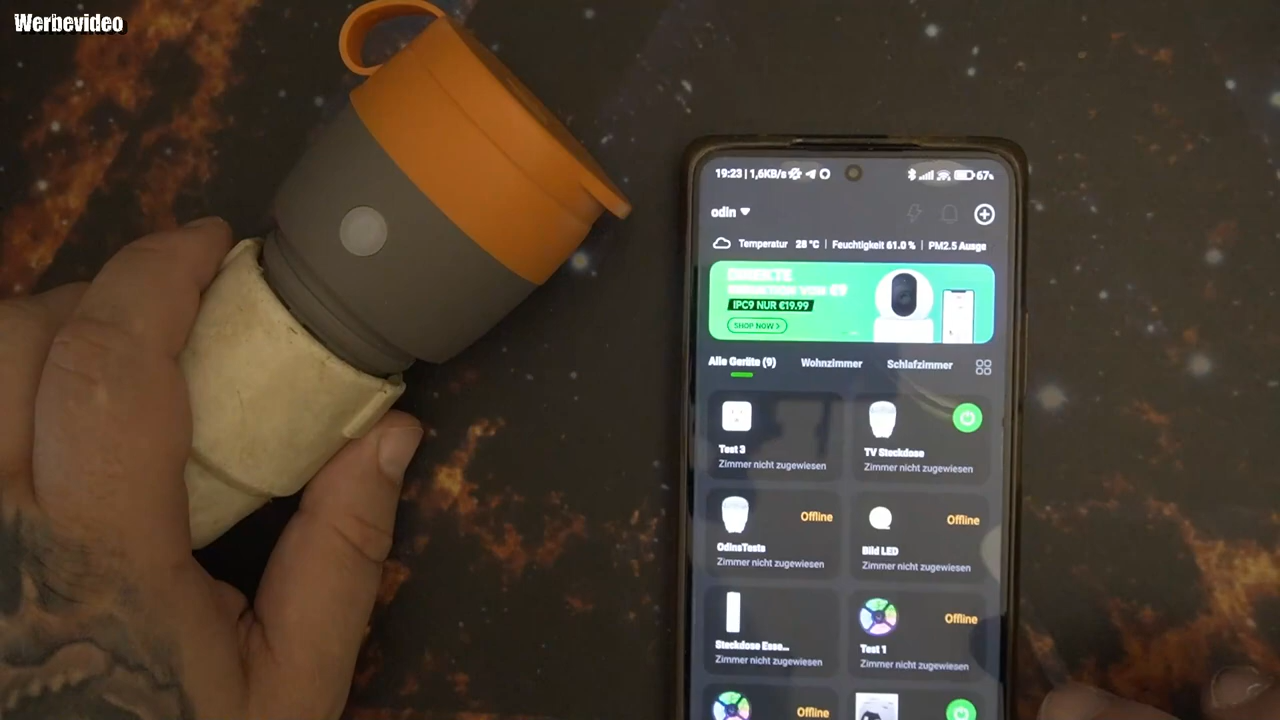 Werbevideo
19:23 | 1,6KB/s
67%
odin
Temperatur 28 °C | Feuchtigkeit 61.0 % | PM2.5 Ausge
IPC9 NUR €19.99
SHOP NOW >
Alle Geräte (9) Wohnzimmer Schlafzimmer
Test 3
Zimmer nicht zugewiesen
TV Steckdose
Zimmer nicht zugewiesen
Offline
OdinsTests
Zimmer nicht zugewiesen
Offline
Bild LED
Zimmer nicht zugewiesen
Steckdose Esse...
Zimmer nicht zugewiesen
Offline
Test 1
Zimmer nicht zugewiesen
Offline